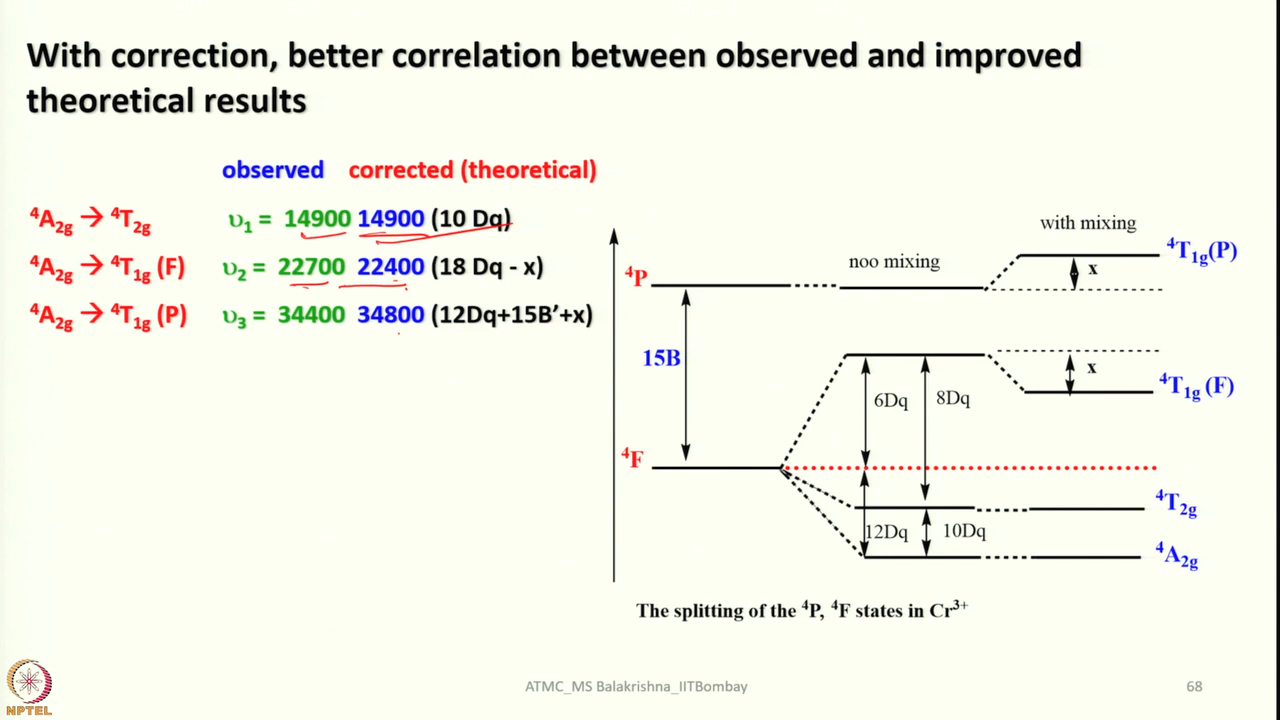 With correction, better correlation between observed and improved
theoretical results
observed corrected (theoretical)
⁴A₂g → ⁴T₂g υ₁ = 14900 14900 (10 Dq)
⁴A₂g → ⁴T₁g (F) υ₂ = 22700 22400 (18 Dq - x)
⁴A₂g → ⁴T₁g (P) υ₃ = 34400 34800 (12Dq+15B'+x)
with mixing
⁴T₁g(P)
noo mixing
x
⁴P
15B
x
⁴T₁g (F)
6Dq
8Dq
⁴F
⁴T₂g
12Dq
10Dq
⁴A₂g
The splitting of the ⁴P, ⁴F states in Cr³⁺
NPTEL
ATMC_MS Balakrishna_IITBombay
68